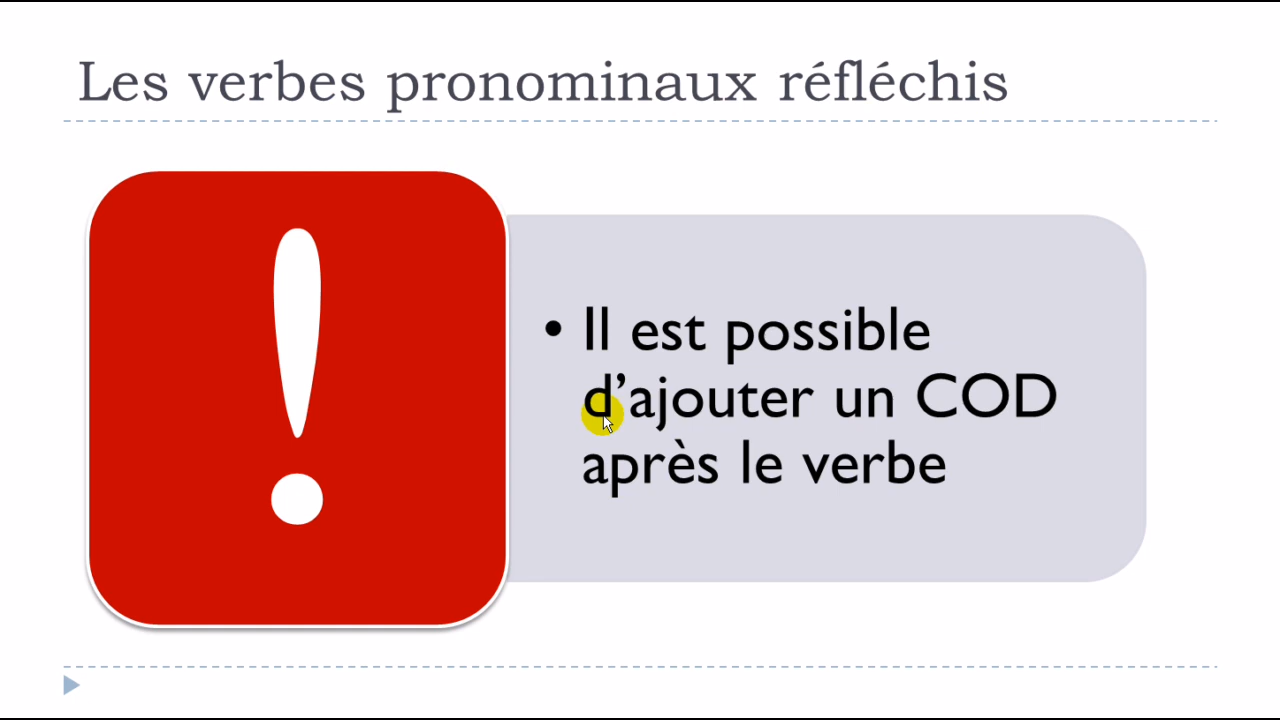 Les verbes pronominaux réfléchis
!
• Il est possible
d’ajouter un COD
après le verbe